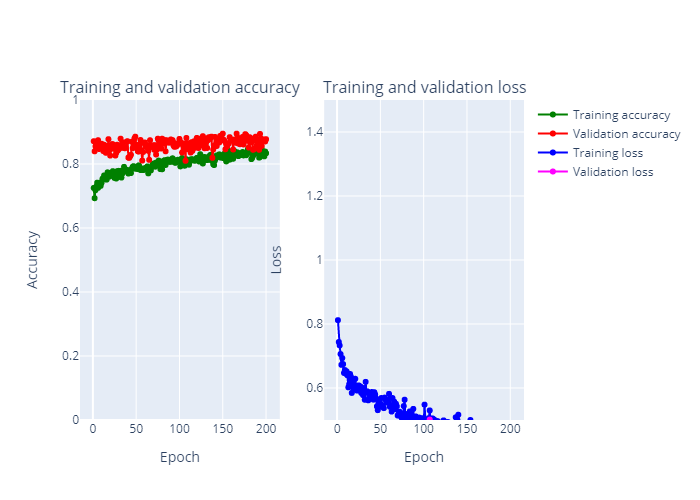 Training and validation accuracy
Training and validation loss
1
0.8
0.6
0.4
0.2
0
0 50 100 150 200
Epoch
Accuracy
1.4
1.2
1
0.8
0.6
0 50 100 150 200
Epoch
Loss
Training accuracy
Validation accuracy
Training loss
Validation loss